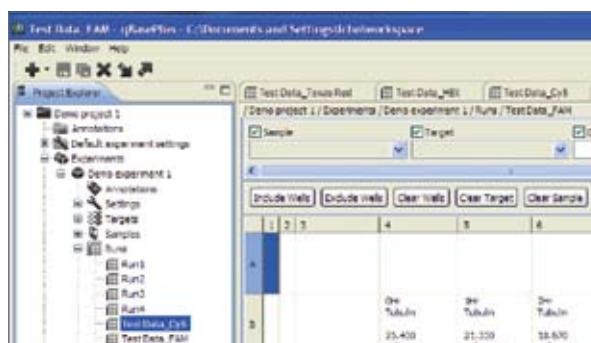 Test Data_FAM - qBasePlus - C:\Documents and Settings\
File Edit Window Help
Project Explorer
Test Data_Texas Red
Test Data_HEX
Test Data_Cy5
/Demo project 1 / Experiments / Demo experiment 1 / Runs / Test Data_FAM
Demo project 1
Annotations
Default experiment settings
Experiments
Demo experiment 1
Annotations
Settings
Targets
Samples
Runs
Run1
Run2
Run3
Run4
Test Data_Cy5
Test Data_FAM
Sample
Target
Include Wells
Exclude Wells
Clear Wells
Clear Target
Clear Sample
1 2 3 4 5 6
A
B
Tubulin
Tubulin
Tubulin
25.400